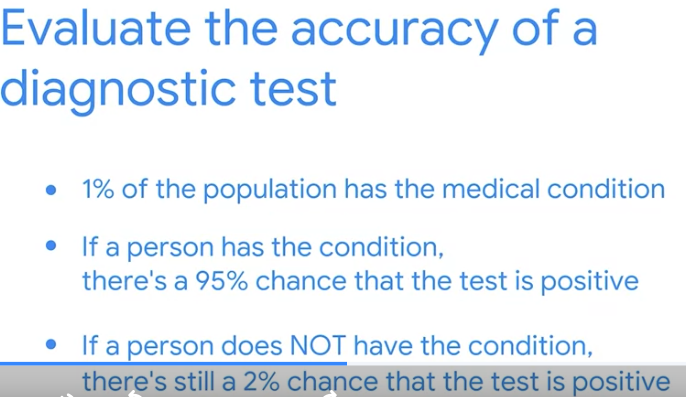 Evaluate the accuracy of a
diagnostic test
• 1% of the population has the medical condition
• If a person has the condition,
there's a 95% chance that the test is positive
• If a person does NOT have the condition,
there's still a 2% chance that the test is positive